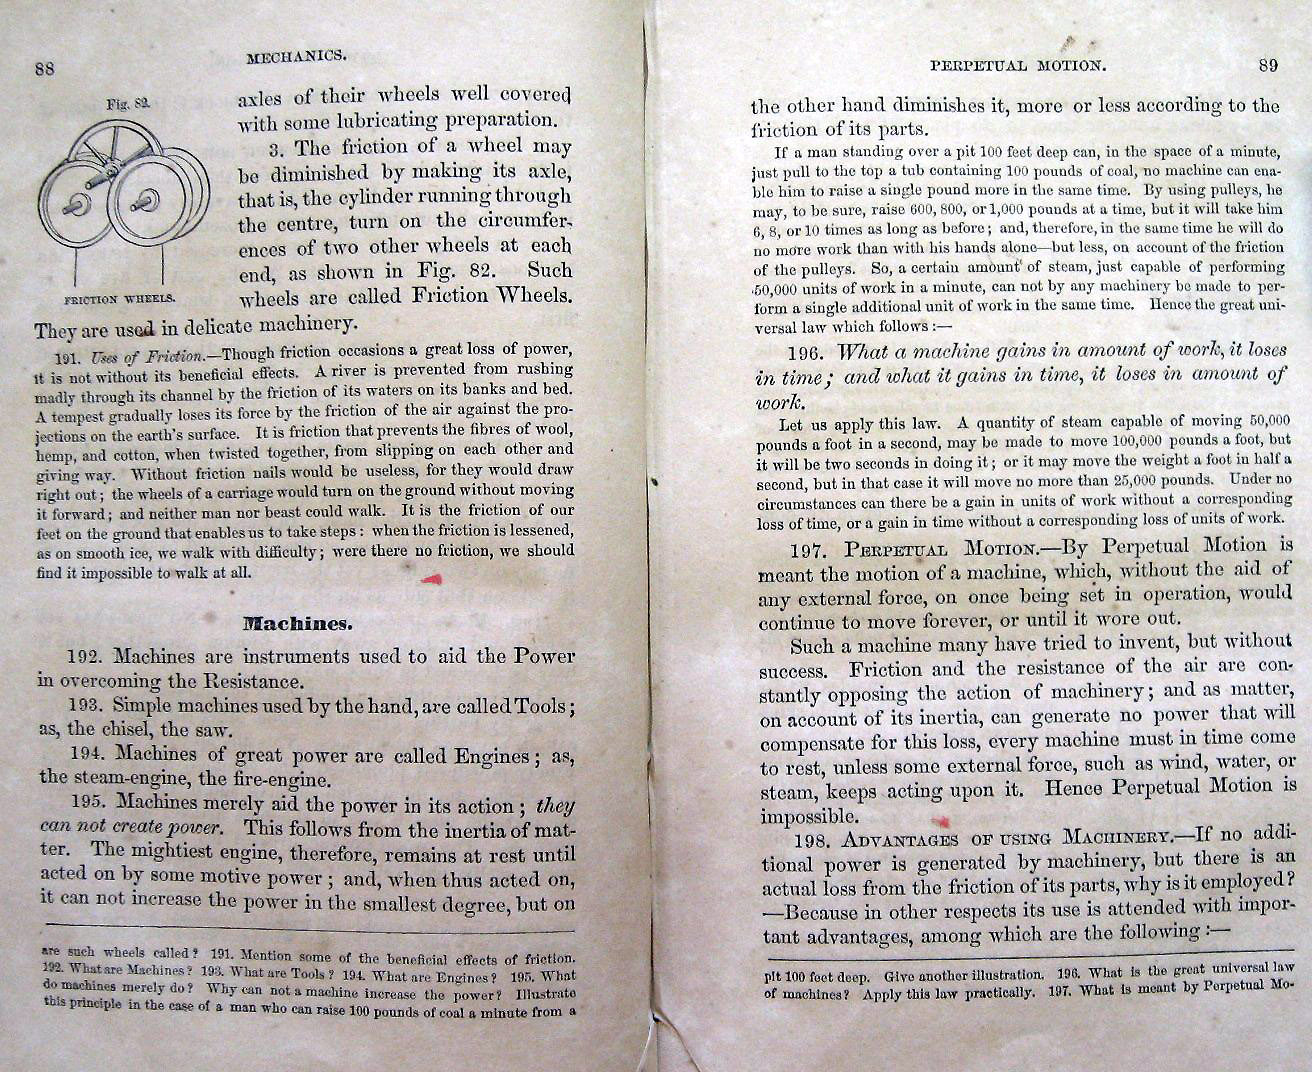 88
MECHANICS.
Fig. 82.
FRICTION WHEELS.
axles of their wheels well covered
with some lubricating preparation.
3. The friction of a wheel may
be diminished by making its axle,
that is, the cylinder running through
the centre, turn on the circumfer-
ences of two other wheels at each
end, as shown in Fig. 82. Such
wheels are called Friction Wheels.
They are used in delicate machinery.
191. Uses of Friction.—Though friction occasions a great loss of power,
it is not without its beneficial effects. A river is prevented from rushing
madly through its channel by the friction of its waters on its banks and bed.
A tempest gradually loses its force by the friction of the air against the pro-
jections on the earth's surface. It is friction that prevents the fibres of wool,
hemp, and cotton, when twisted together, from slipping on each other and
giving way. Without friction nails would be useless, for they would draw
right out; the wheels of a carriage would turn on the ground without moving
it forward; and neither man nor beast could walk. It is the friction of our
feet on the ground that enables us to take steps: when the friction is lessened,
as on smooth ice, we walk with difficulty; were there no friction, we should
find it impossible to walk at all.
Machines.
192. Machines are instruments used to aid the Power
in overcoming the Resistance.
193. Simple machines used by the hand, are called Tools;
as, the chisel, the saw.
194. Machines of great power are called Engines; as,
the steam-engine, the fire-engine.
195. Machines merely aid the power in its action; they
can not create power. This follows from the inertia of mat-
ter. The mightiest engine, therefore, remains at rest until
acted on by some motive power; and, when thus acted on,
it can not increase the power in the smallest degree, but on
are such wheels called? 191. Mention some of the beneficial effects of friction.
192. What are Machines? 193. What are Tools? 194. What are Engines? 195. What
do machines merely do? Why can not a machine increase the power? Illustrate
this principle in the case of a man who can raise 100 pounds of coal a minute from a
PERPETUAL MOTION.
89
the other hand diminishes it, more or less according to the
friction of its parts.
If a man standing over a pit 100 feet deep can, in the space of a minute,
just pull to the top a tub containing 100 pounds of coal, no machine can ena-
ble him to raise a single pound more in the same time. By using pulleys, he
may, to be sure, raise 600, 800, or 1,000 pounds at a time, but it will take him
6, 8, or 10 times as long as before; and, therefore, in the same time he will do
no more work than with his hands alone—but less, on account of the friction
of the pulleys. So, a certain amount of steam, just capable of performing
50,000 units of work in a minute, can not by any machinery be made to per-
form a single additional unit of work in the same time. Hence the great uni-
versal law which follows:—
196. What a machine gains in amount of work, it loses
in time; and what it gains in time, it loses in amount of
work.
Let us apply this law. A quantity of steam capable of moving 50,000
pounds a foot in a second, may be made to move 100,000 pounds a foot, but
it will be two seconds in doing it; or it may move the weight a foot in half a
second, but in that case it will move no more than 25,000 pounds. Under no
circumstances can there be a gain in units of work without a corresponding
loss of time, or a gain in time without a corresponding loss of units of work.
197. PERPETUAL MOTION.—By Perpetual Motion is
meant the motion of a machine, which, without the aid of
any external force, on once being set in operation, would
continue to move forever, or until it wore out.
Such a machine many have tried to invent, but without
success. Friction and the resistance of the air are con-
stantly opposing the action of machinery; and as matter,
on account of its inertia, can generate no power that will
compensate for this loss, every machine must in time come
to rest, unless some external force, such as wind, water, or
steam, keeps acting upon it. Hence Perpetual Motion is
impossible.
198. ADVANTAGES OF USING MACHINERY.—If no addi-
tional power is generated by machinery, but there is an
actual loss from the friction of its parts, why is it employed?
—Because in other respects its use is attended with impor-
tant advantages, among which are the following:—
pit 100 feet deep. Give another illustration. 196. What is the great universal law
of machines? Apply this law practically. 197. What is meant by Perpetual Mo-